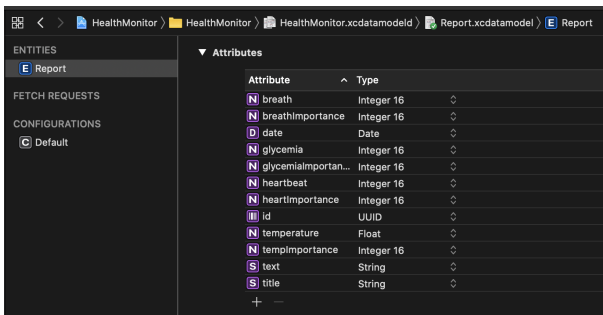 HealthMonitor HealthMonitor HealthMonitor.xcdatamodeld Report.xcdatamodel E Report
ENTITIES
E Report
FETCH REQUESTS
CONFIGURATIONS
C Default
Attributes
Attribute Type
N breath Integer 16
N breathImportance Integer 16
D date Date
N glycemia Integer 16
N glycemiaImportan... Integer 16
N heartbeat Integer 16
N heartImportance Integer 16
id UUID
N temperature Float
N tempImportance Integer 16
S text String
S title String